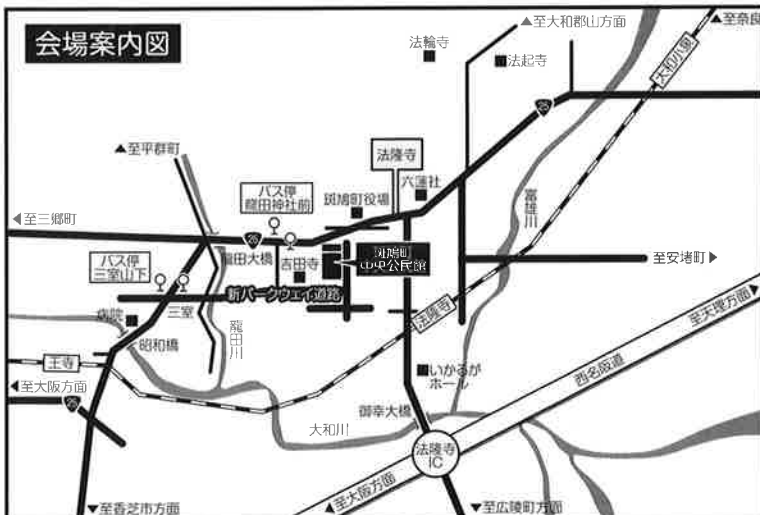 会場案内図
法輪寺
▲至大和郡山方面
▲至奈良
法起寺
大和小泉
25
▲至平群町
法隆寺
バス停
龍田神社前
斑鳩町役場
六蓮社
富雄川
◀至三郷町
25
竜田大橋
吉田寺
斑鳩町
中央公民館
至安堵町▶
バス停
三室山下
新パークウェイ道路
病院
三室
竜田川
法隆寺
至天理方面▶
昭和橋
王寺
いかるが
ホール
西名阪道
◀至大阪方面
25
御幸大橋
大和川
法隆寺
IC
◀至大阪方面
▼至香芝市方面
▼至広陵町方面